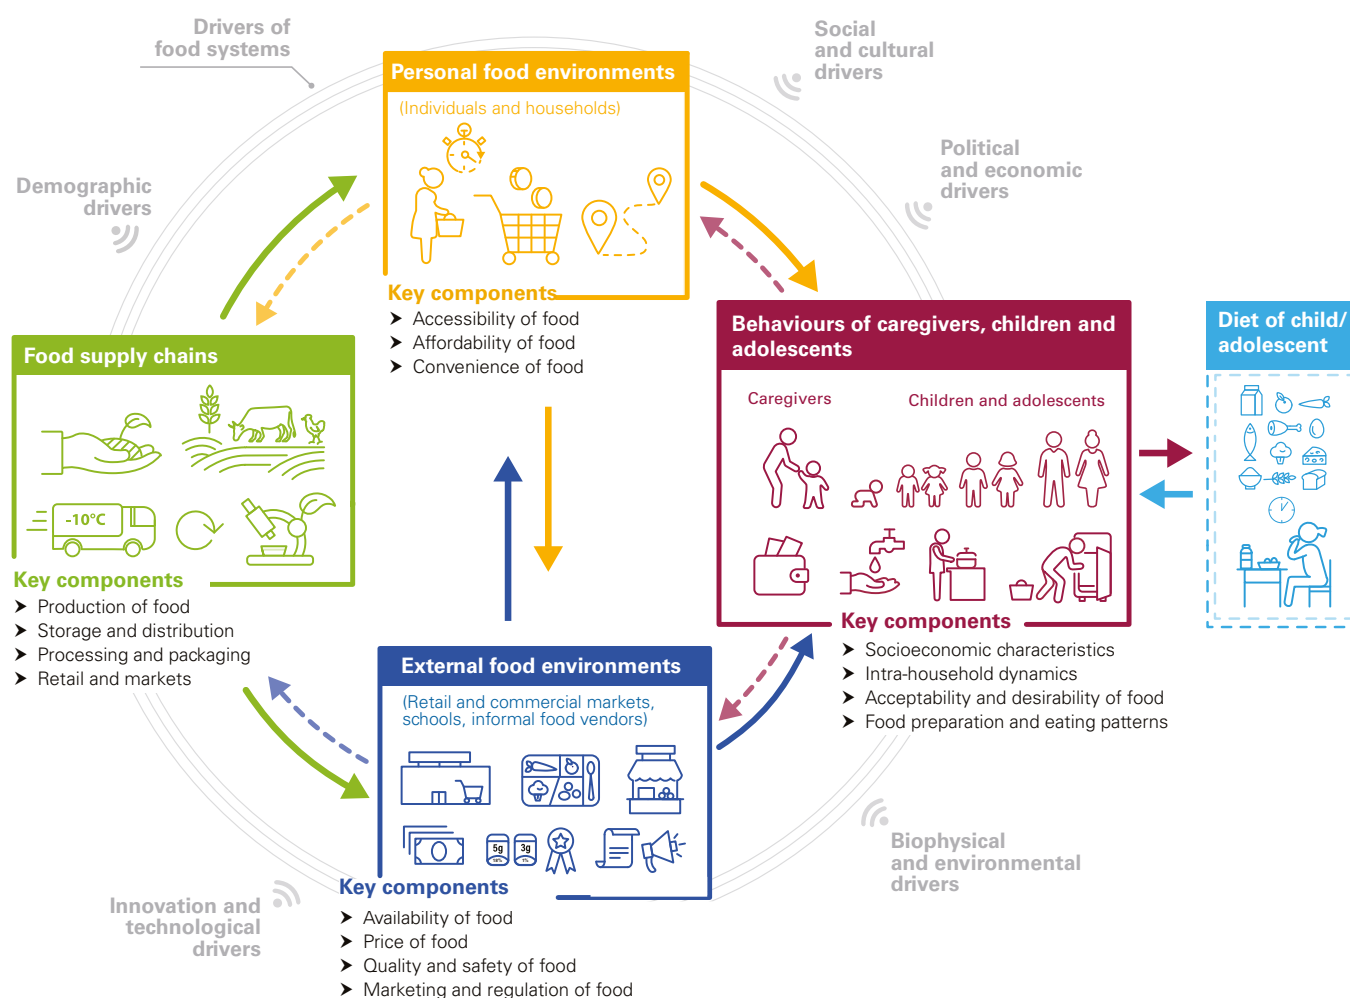 Drivers of
food systems
Social
and cultural
drivers
Personal food environments
(Individuals and households)
Political
and economic
drivers
Demographic
drivers
Key components
➤ Accessibility of food
➤ Affordability of food
➤ Convenience of food
Food supply chains
-10°C
Key components
➤ Production of food
➤ Storage and distribution
➤ Processing and packaging
➤ Retail and markets
Behaviours of caregivers, children and
adolescents
Caregivers
Children and adolescents
Key components
➤ Socioeconomic characteristics
➤ Intra-household dynamics
➤ Acceptability and desirability of food
➤ Food preparation and eating patterns
Diet of child/
adolescent
External food environments
(Retail and commercial markets,
schools, informal food vendors)
5g
3g
1%
Key components
➤ Availability of food
➤ Price of food
➤ Quality and safety of food
➤ Marketing and regulation of food
Biophysical
and environmental
drivers
Innovation and
technological
drivers